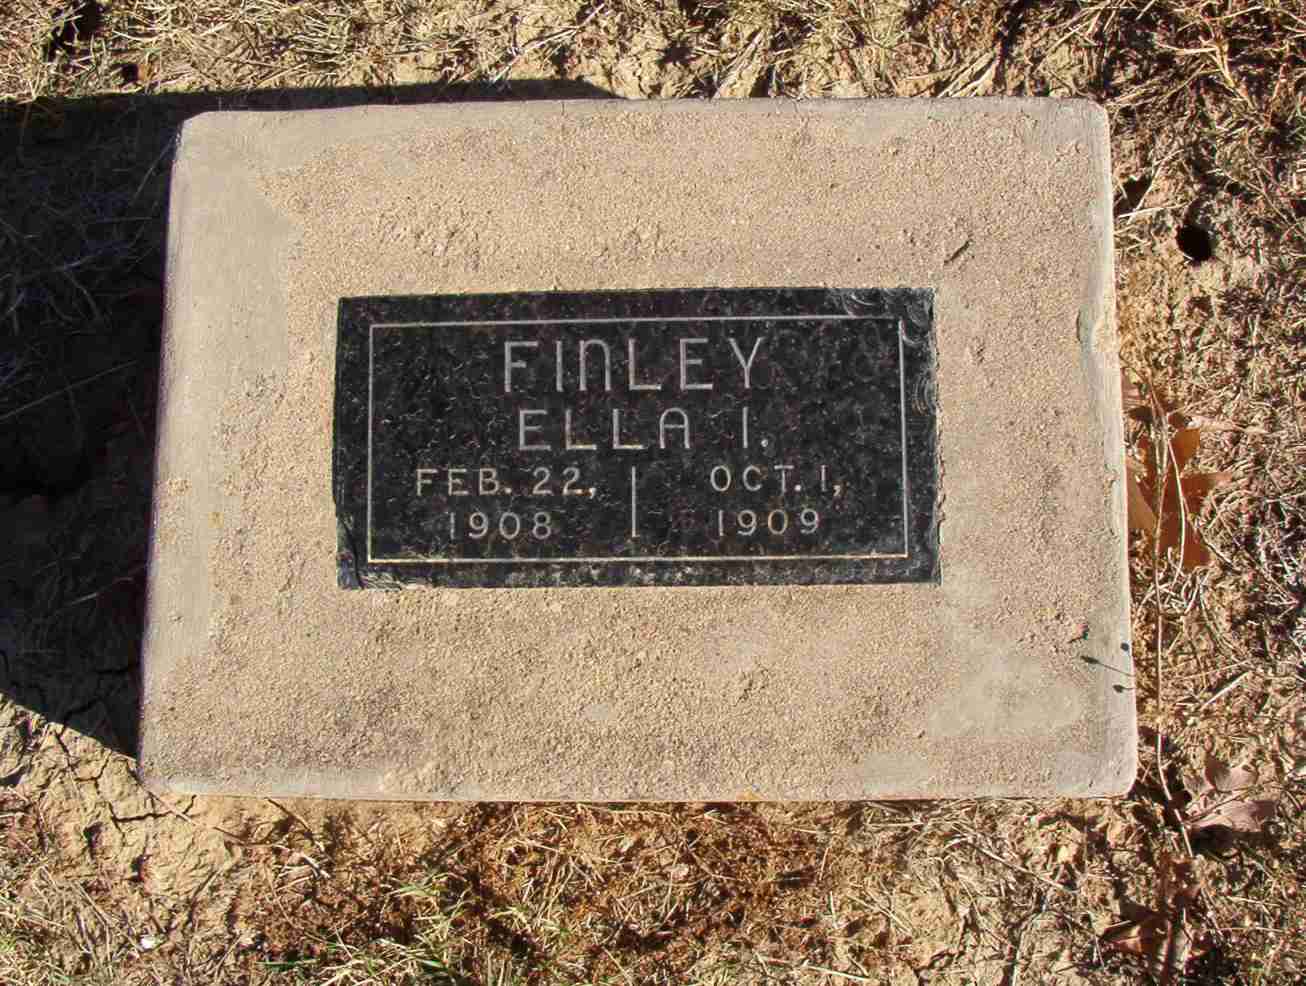 FINLEY
ELLA I.
FEB. 22, | OCT. 1,
1908 | 1909